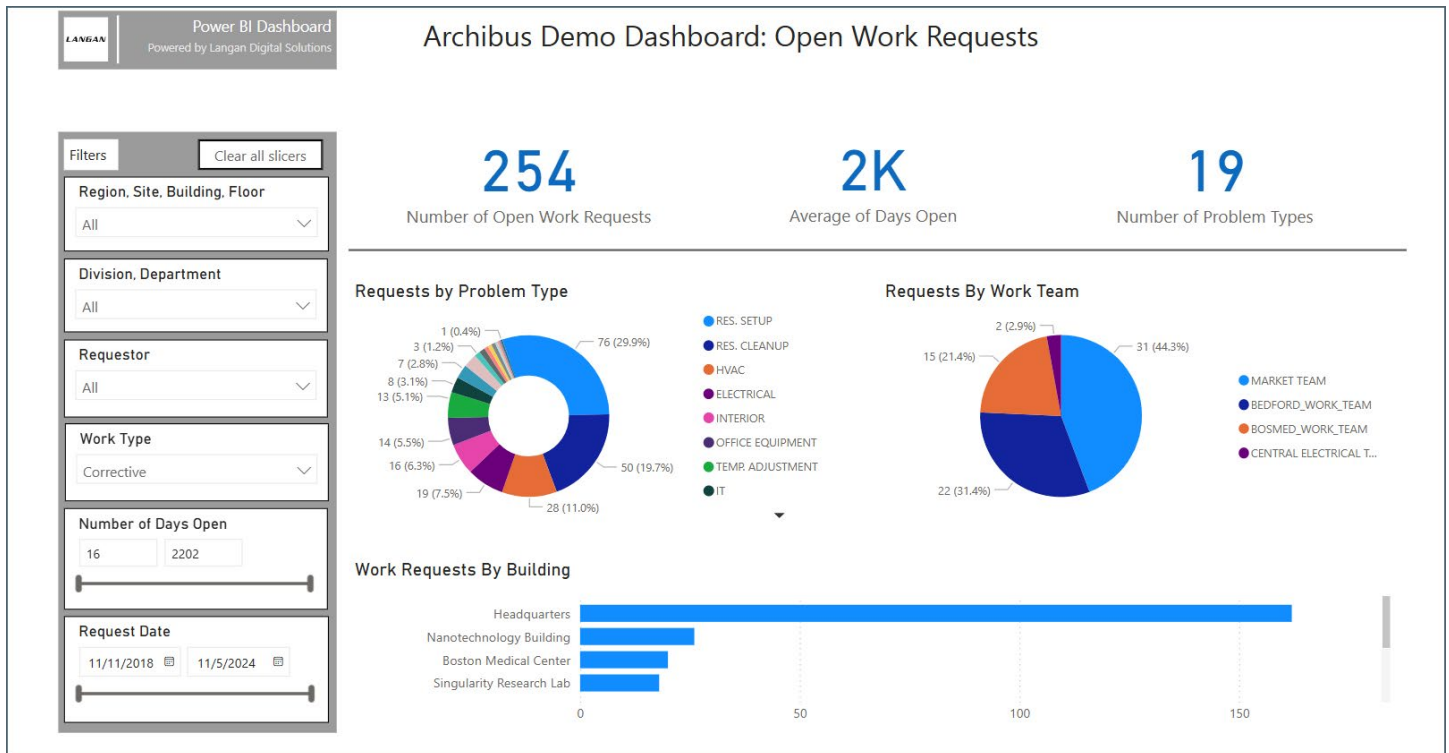 LANGAN
Power BI Dashboard
Powered by Langan Digital Solutions
Archibus Demo Dashboard: Open Work Requests
Filters
Clear all slicers
Region, Site, Building, Floor
All
Division, Department
All
Requestor
All
Work Type
Corrective
Number of Days Open
16 2202
Request Date
11/11/2018 11/5/2024
254
Number of Open Work Requests
2K
Average of Days Open
19
Number of Problem Types
Requests by Problem Type
1 (0.4%)
3 (1.2%)
7 (2.8%)
8 (3.1%)
13 (5.1%)
14 (5.5%)
16 (6.3%)
19 (7.5%)
28 (11.0%)
50 (19.7%)
76 (29.9%)
RES. SETUP
RES. CLEANUP
HVAC
ELECTRICAL
INTERIOR
OFFICE EQUIPMENT
TEMP. ADJUSTMENT
IT
Requests By Work Team
2 (2.9%)
15 (21.4%)
22 (31.4%)
31 (44.3%)
MARKET TEAM
BEDFORD_WORK_TEAM
BOSMED_WORK_TEAM
CENTRAL ELECTRICAL T...
Work Requests By Building
Headquarters
Nanotechnology Building
Boston Medical Center
Singularity Research Lab
0 50 100 150